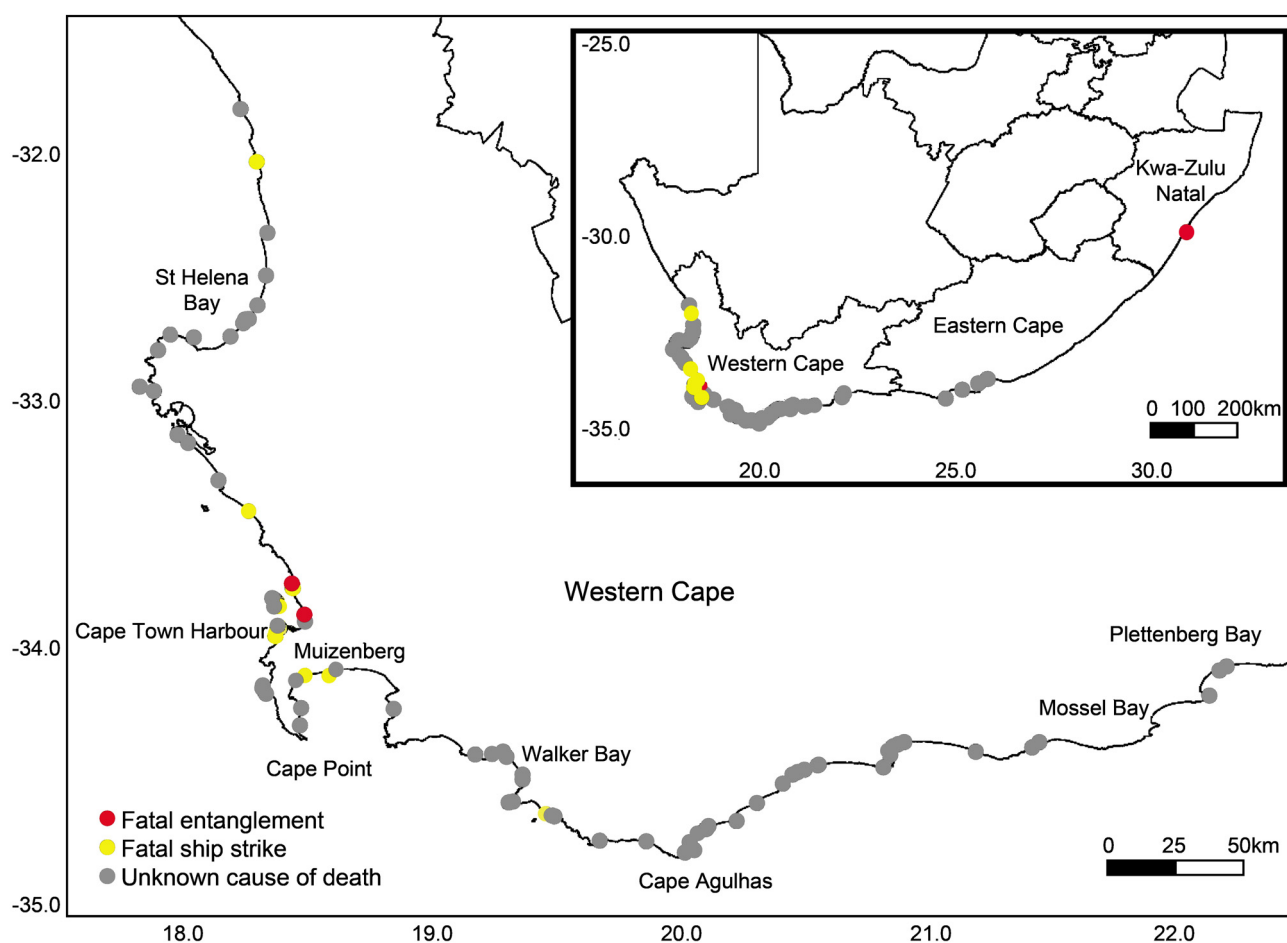 -25.0
-32.0
Kwa-Zulu
Natal
-30.0
St Helena
Bay
Eastern Cape
Western Cape
0 100 200km
-33.0
-35.0
20.0 25.0 30.0
Western Cape
Cape Town Harbour
Muizenberg
-34.0
Plettenberg Bay
Mossel Bay
Walker Bay
Cape Point
Fatal entanglement
Fatal ship strike
Unknown cause of death
0 25 50km
Cape Agulhas
-35.0
18.0 19.0 20.0 21.0 22.0